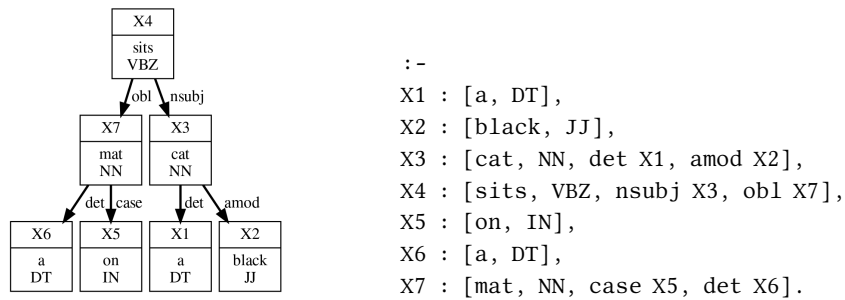 X4
sits
VBZ
obl nsubj
X7 X3
mat cat
NN NN
det case det amod
X6 X5 X1 X2
a on a black
DT IN DT JJ
:-
X1 : [a, DT],
X2 : [black, JJ],
X3 : [cat, NN, det X1, amod X2],
X4 : [sits, VBZ, nsubj X3, obl X7],
X5 : [on, IN],
X6 : [a, DT],
X7 : [mat, NN, case X5, det X6].